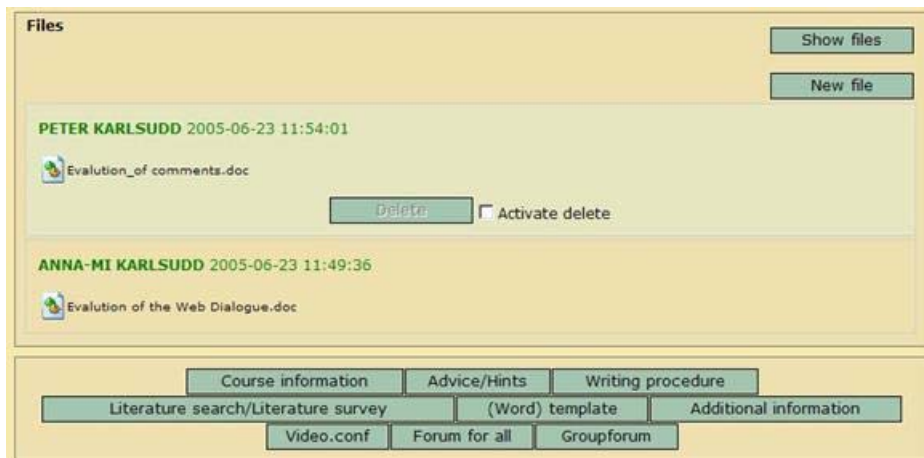 Files
Show files
New file
PETER KARLSUDD 2005-06-23 11:54:01
Evalution_of comments.doc
Delete Activate delete
ANNA-MI KARLSUDD 2005-06-23 11:49:36
Evalution of the Web Dialogue.doc
Course information Advice/Hints Writing procedure
Literature search/Literature survey (Word) template Additional information
Video.conf Forum for all Groupforum